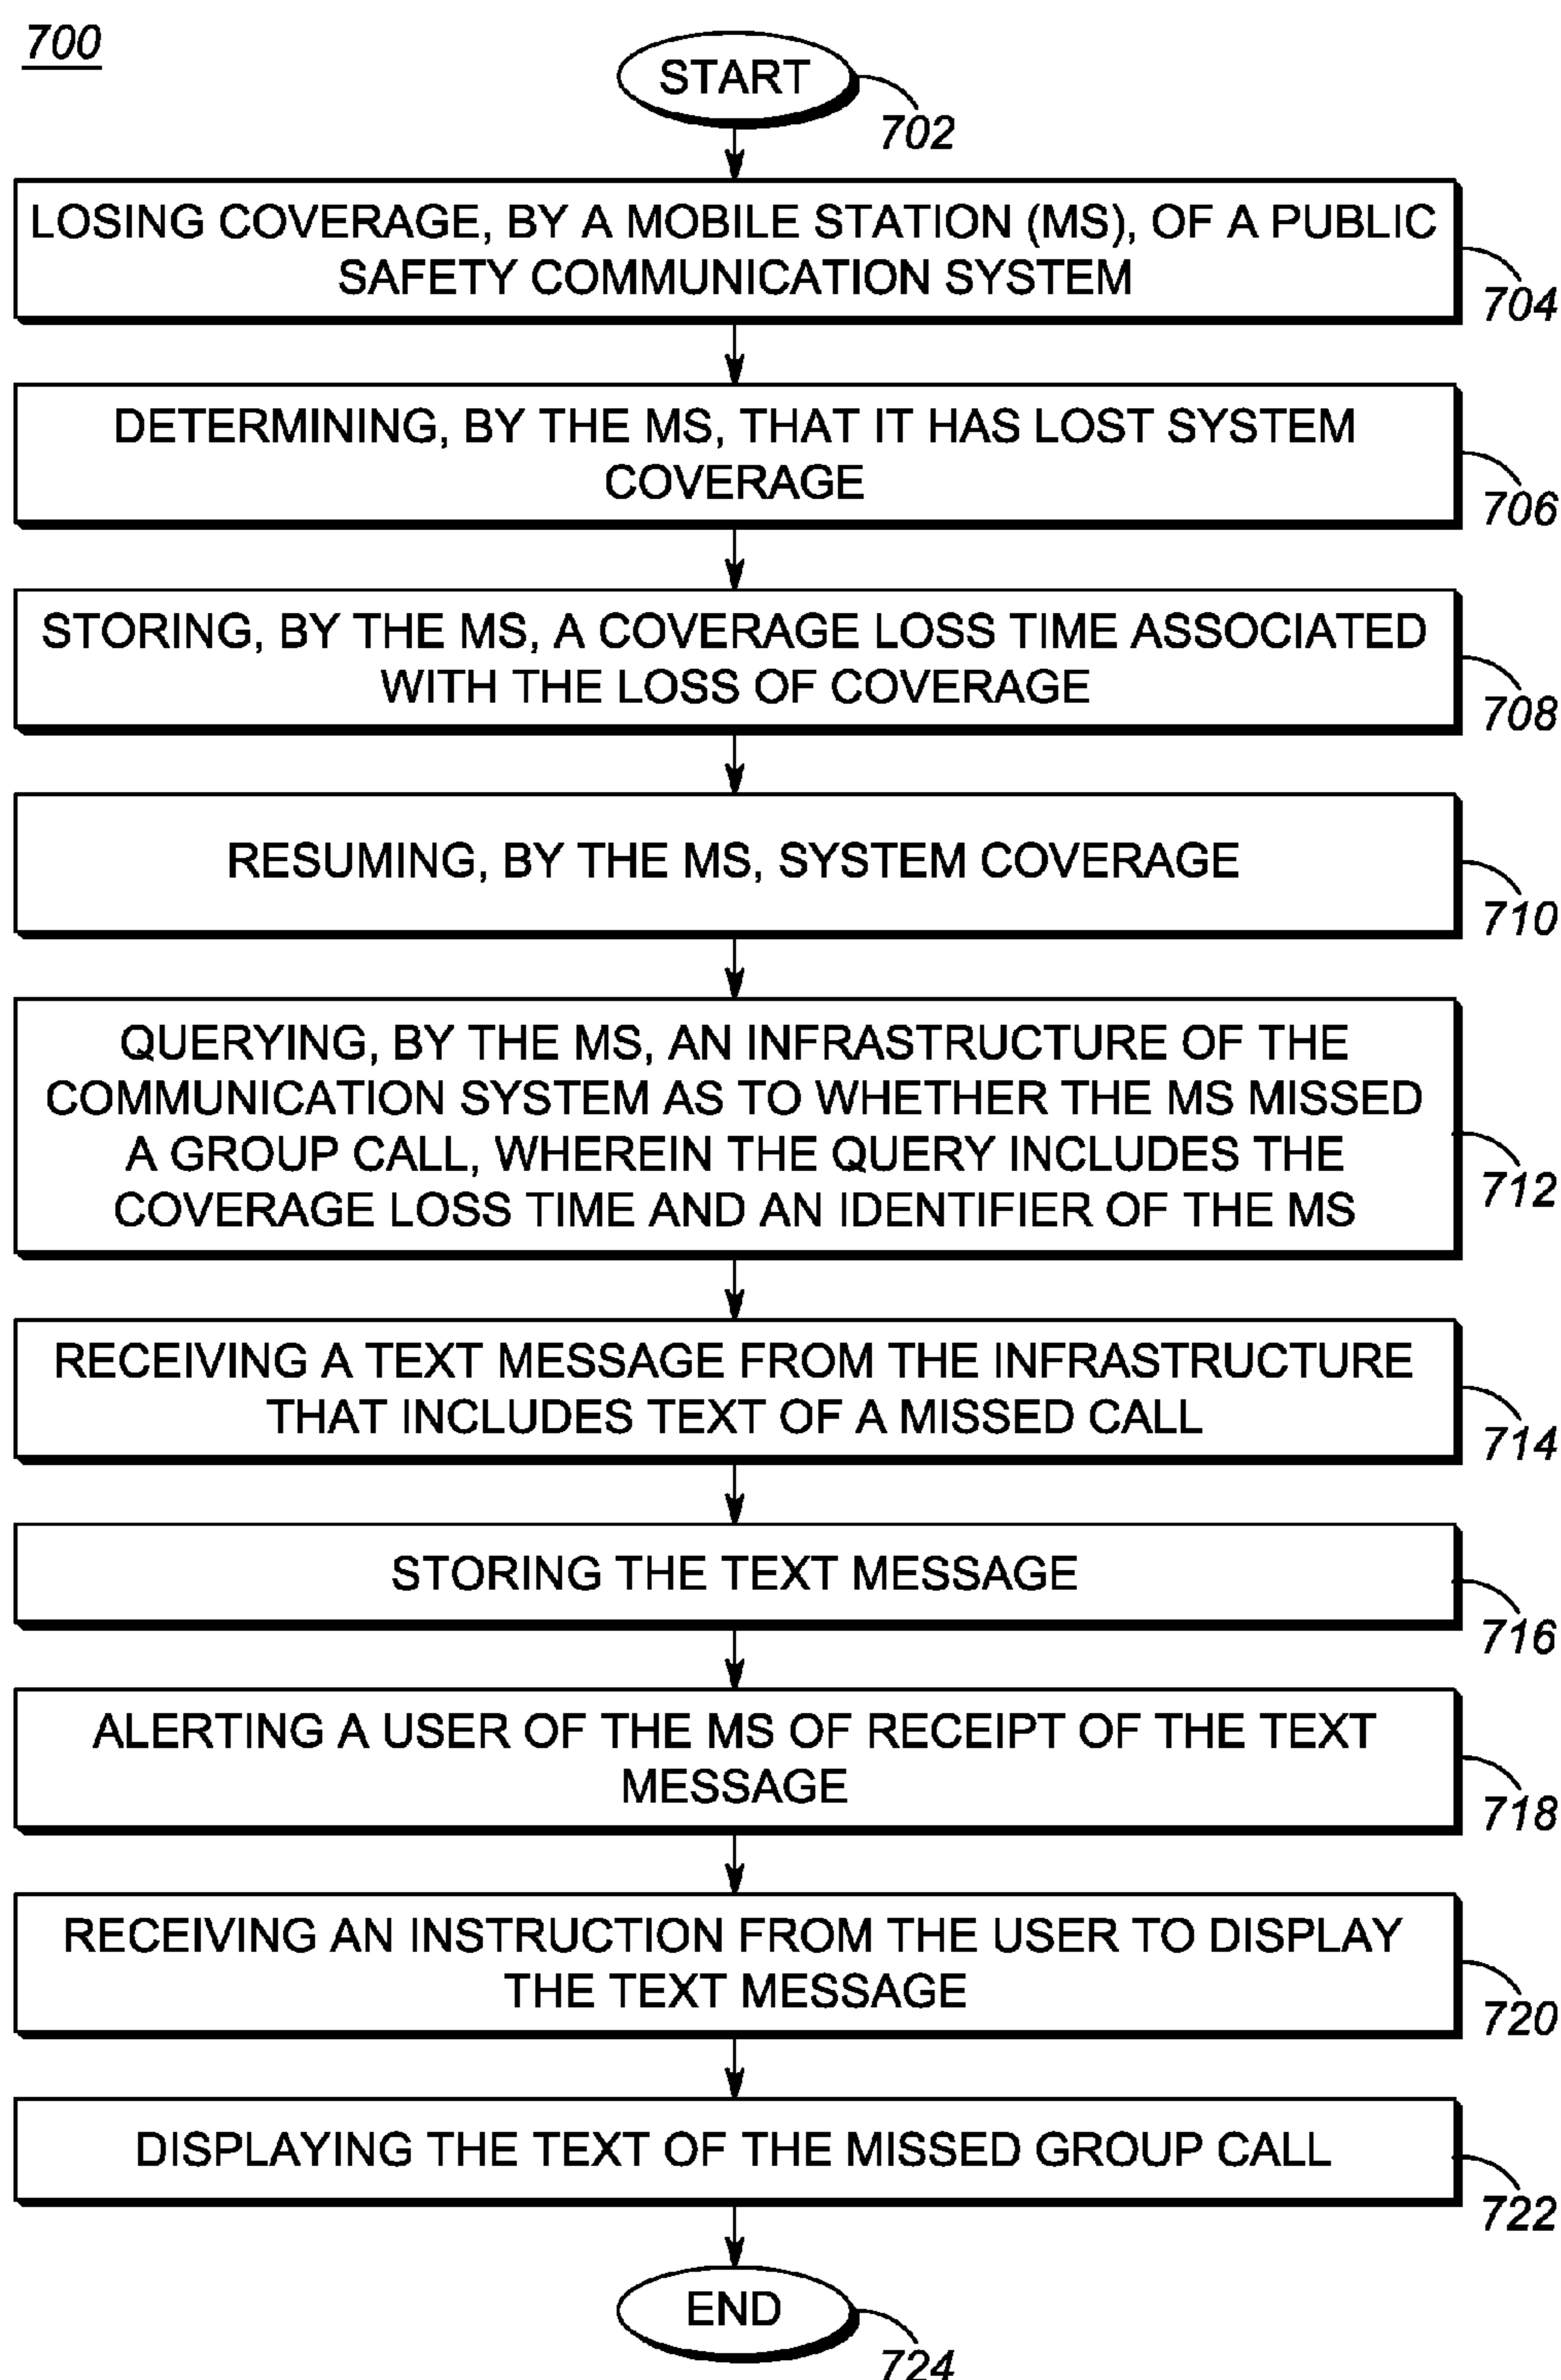 700
START
702
LOSING COVERAGE, BY A MOBILE STATION (MS), OF A PUBLIC
SAFETY COMMUNICATION SYSTEM
704
DETERMINING, BY THE MS, THAT IT HAS LOST SYSTEM
COVERAGE
706
STORING, BY THE MS, A COVERAGE LOSS TIME ASSOCIATED
WITH THE LOSS OF COVERAGE
708
RESUMING, BY THE MS, SYSTEM COVERAGE
710
QUERYING, BY THE MS, AN INFRASTRUCTURE OF THE
COMMUNICATION SYSTEM AS TO WHETHER THE MS MISSED
A GROUP CALL, WHEREIN THE QUERY INCLUDES THE
COVERAGE LOSS TIME AND AN IDENTIFIER OF THE MS
712
RECEIVING A TEXT MESSAGE FROM THE INFRASTRUCTURE
THAT INCLUDES TEXT OF A MISSED CALL
714
STORING THE TEXT MESSAGE
716
ALERTING A USER OF THE MS OF RECEIPT OF THE TEXT
MESSAGE
718
RECEIVING AN INSTRUCTION FROM THE USER TO DISPLAY
THE TEXT MESSAGE
720
DISPLAYING THE TEXT OF THE MISSED GROUP CALL
722
END
724